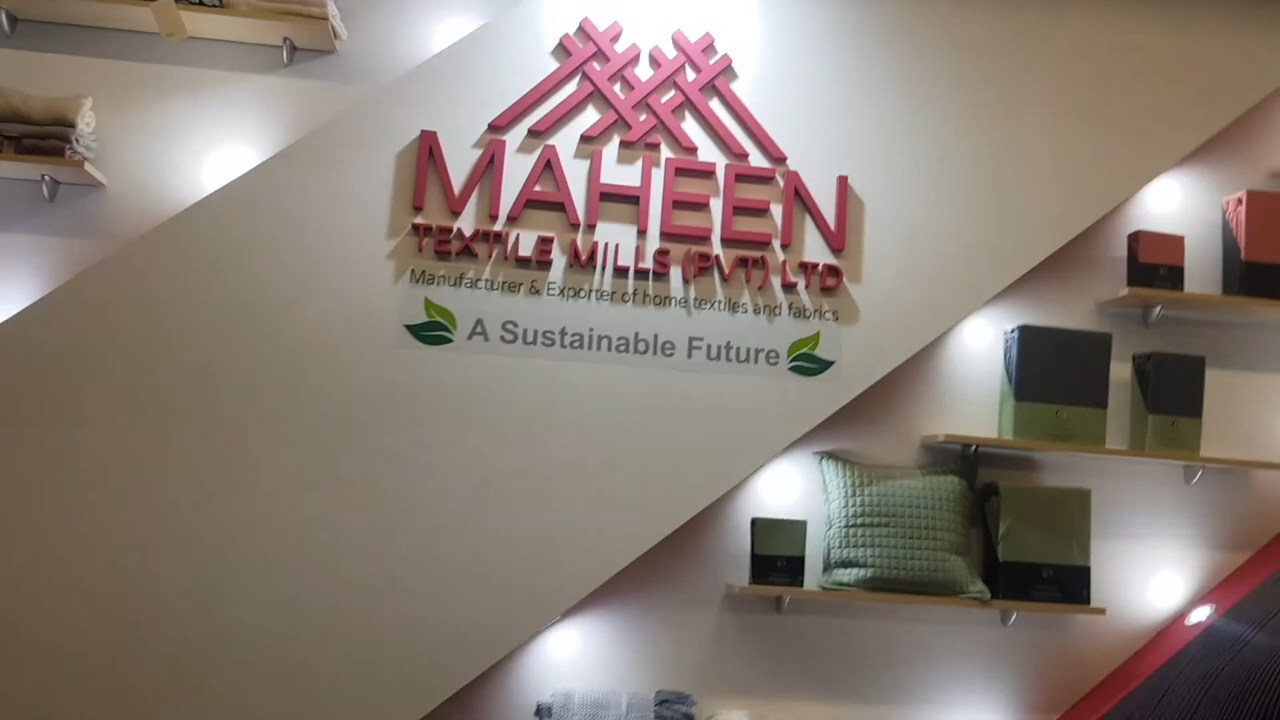 MAHEEN
TEXTILE MILLS (PVT) LTD
Manufacturer & Exporter of home textiles and fabrics
A Sustainable Future